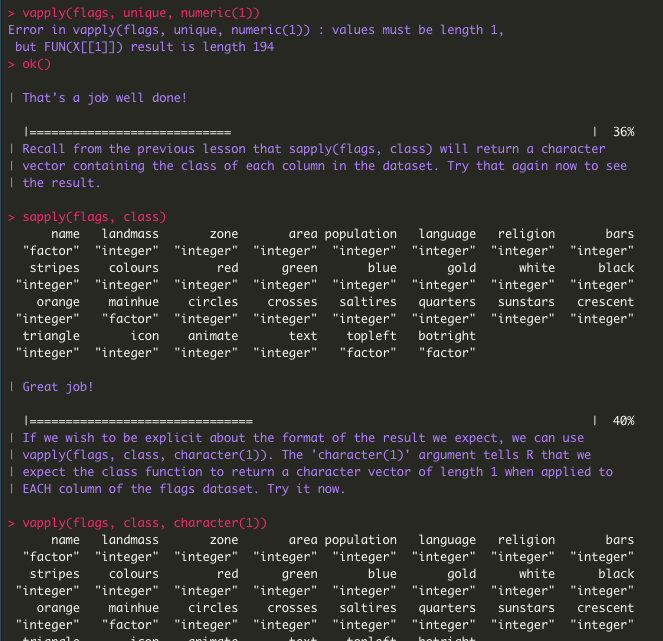 > vapply(flags, unique, numeric(1))
Error in vapply(flags, unique, numeric(1)) : values must be length 1,
 but FUN(X[[1]]) result is length 194
> ok()
| That's a job well done!
|============================ | 36%
| Recall from the previous lesson that sapply(flags, class) will return a character
| vector containing the class of each column in the dataset. Try that again now to see
| the result.
> sapply(flags, class)
name landmass zone area population language religion bars
"factor" "integer" "integer" "integer" "integer" "integer" "integer" "integer"
stripes colours red green blue gold white black
"integer" "integer" "integer" "integer" "integer" "integer" "integer" "integer"
orange mainhue circles crosses saltires quarters sunstars crescent
"integer" "factor" "integer" "integer" "integer" "integer" "integer" "integer"
triangle icon animate text topleft botright
"integer" "integer" "integer" "integer" "factor" "factor"
| Great job!
|=============================== | 40%
| If we wish to be explicit about the format of the result we expect, we can use
| vapply(flags, class, character(1)). The 'character(1)' argument tells R that we
| expect the class function to return a character vector of length 1 when applied to
| EACH column of the flags dataset. Try it now.
> vapply(flags, class, character(1))
name landmass zone area population language religion bars
"factor" "integer" "integer" "integer" "integer" "integer" "integer" "integer"
stripes colours red green blue gold white black
"integer" "integer" "integer" "integer" "integer" "integer" "integer" "integer"
orange mainhue circles crosses saltires quarters sunstars crescent
"integer" "factor" "integer" "integer" "integer" "integer" "integer" "integer"
triangle icon animate text topleft botright